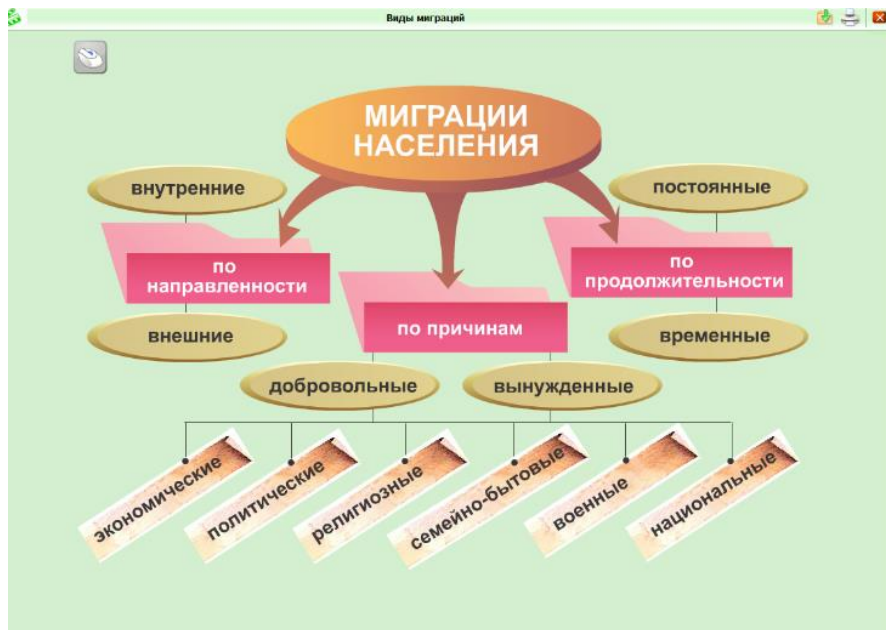 Виды миграций
МИГРАЦИИ
НАСЕЛЕНИЯ
внутренние
постоянные
по
направленности
по
продолжительности
по причинам
внешние
временные
добровольные
вынужденные
экономические
политические
религиозные
семейно-бытовые
военные
национальные